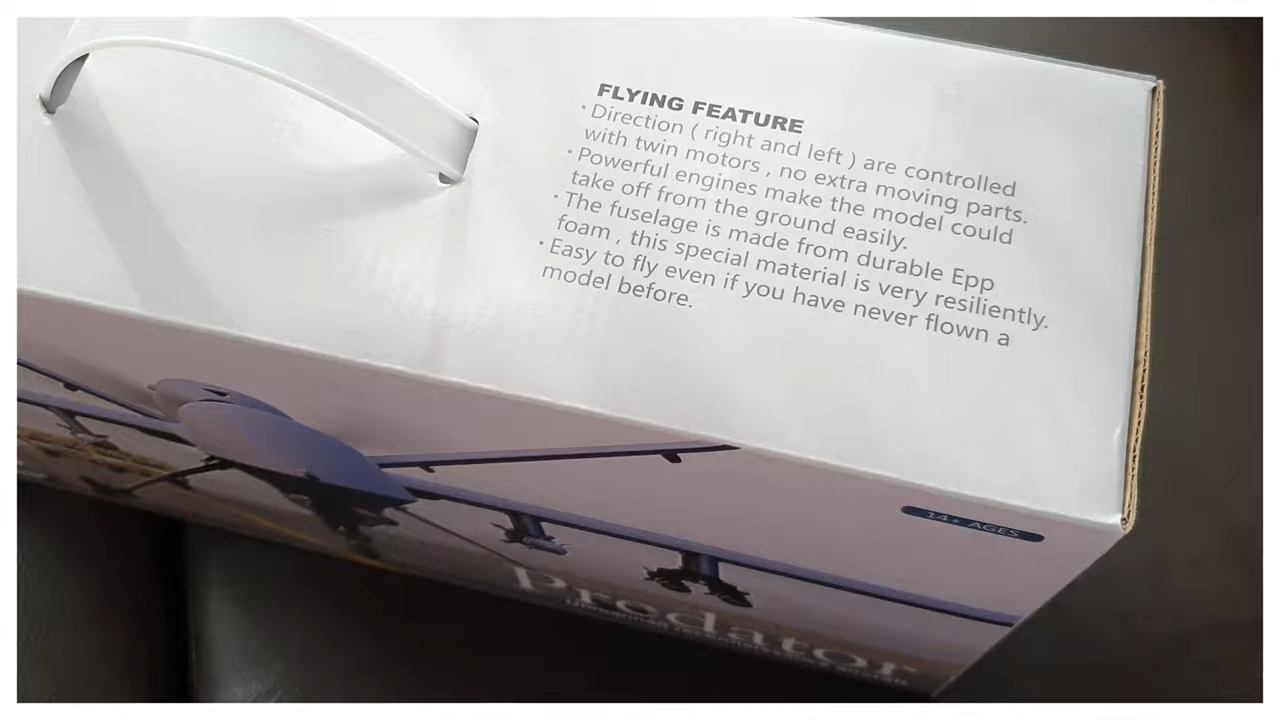 FLYING FEATURE
· Direction ( right and left ) are controlled
with twin motors , no extra moving parts.
· Powerful engines make the model could
take off from the ground easily.
· The fuselage is made from durable Epp
foam , this special material is very resiliently.
· Easy to fly even if you have never flown a
model before.
14+ AGES
Predator